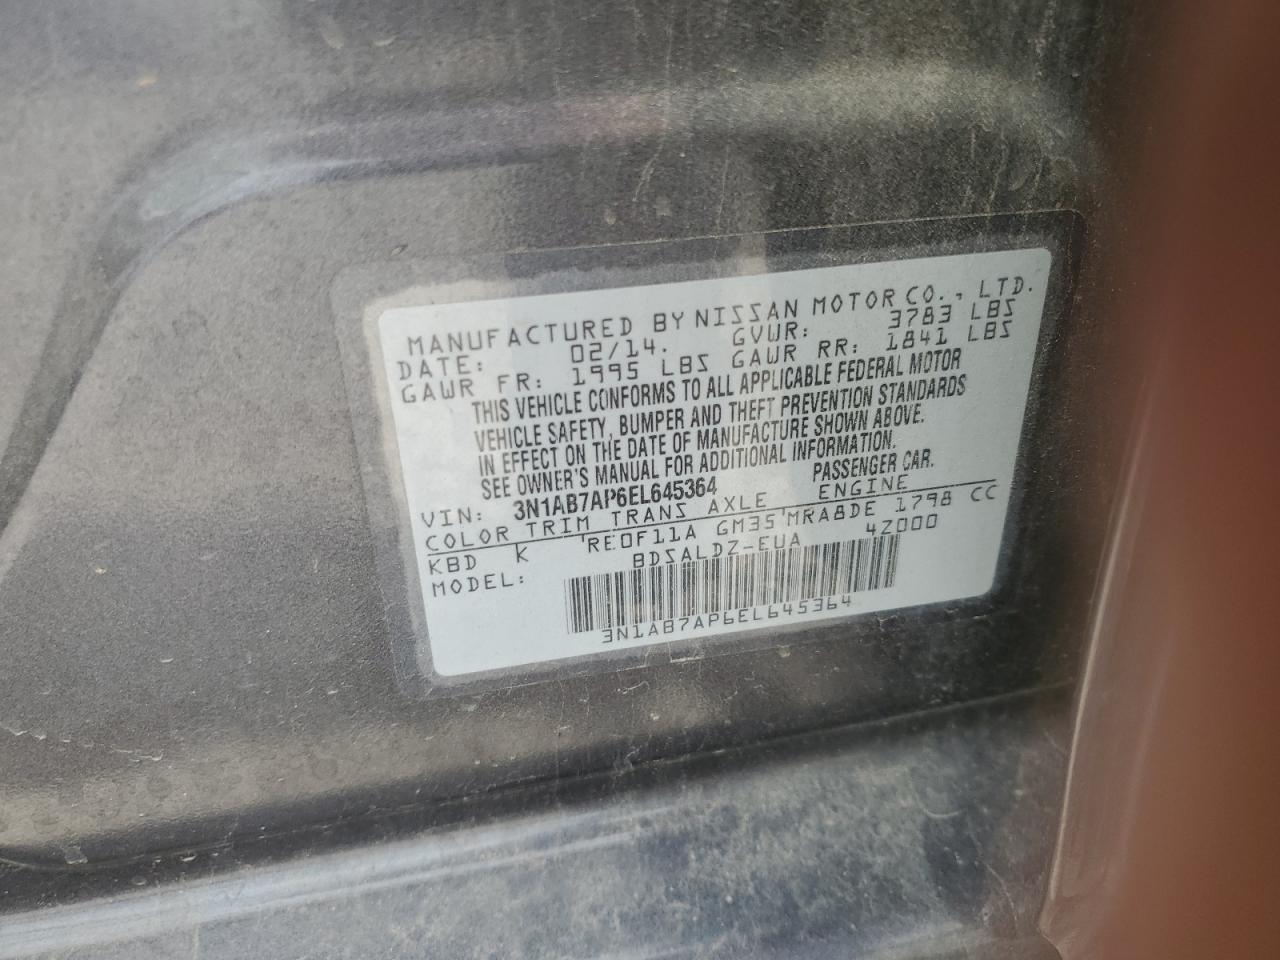 MANUFACTURED BY NISSAN MOTOR CO., LTD.
DATE: 02/14. GVWR: 3783 LBS
GAWR FR: 1995 LBS GAWR RR: 1841 LBS
THIS VEHICLE CONFORMS TO ALL APPLICABLE FEDERAL MOTOR
VEHICLE SAFETY, BUMPER AND THEFT PREVENTION STANDARDS
IN EFFECT ON THE DATE OF MANUFACTURE SHOWN ABOVE.
SEE OWNER'S MANUAL FOR ADDITIONAL INFORMATION.
VIN: 3N1AB7AP6EL645364 PASSENGER CAR.
COLOR TRIM TRANS AXLE ENGINE
KBD K RE0F11A GM35 MRA8DE 1798 CC
MODEL: BDSALDZ-EUA 4Z000
3N1AB7AP6EL645364